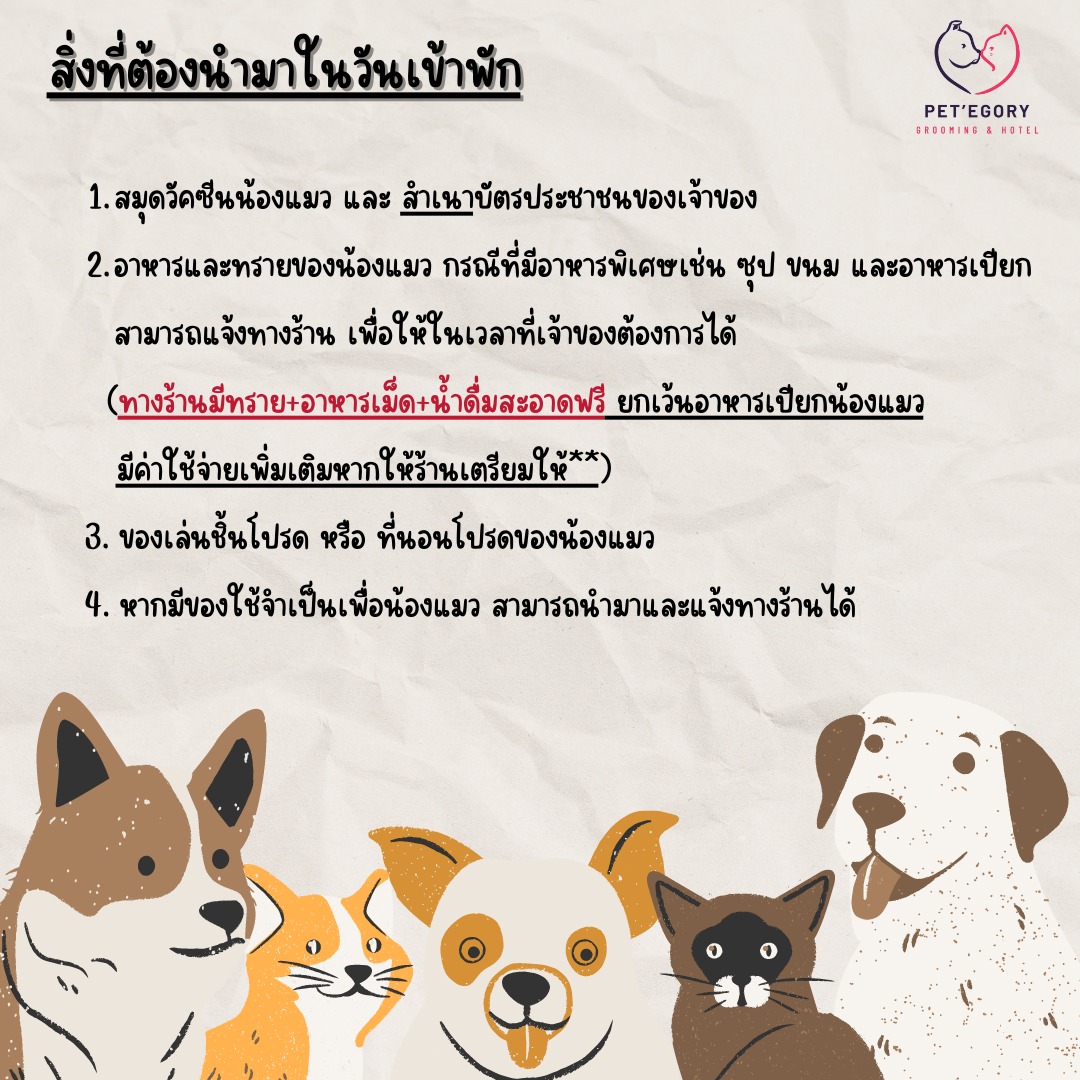 สิ่งที่ต้องนำมาในวันเข้าพัก
PET'EGORY
GROOMING & HOTEL
1. สมุดวัคซีนน้องแมว และ สำเนาบัตรประชาชนของเจ้าของ
2. อาหารและทรายของน้องแมว กรณีที่มีอาหารพิเศษเช่น ซุป ขนม และอาหารเปียก
สามารถแจ้งทางร้าน เพื่อให้ในเวลาที่เจ้าของต้องการได้
(ทางร้านมีทราย+อาหารเม็ด+น้ำดื่มสะอาดฟรี ยกเว้นอาหารเปียกน้องแมว
มีค่าใช้จ่ายเพิ่มเติมหากให้ร้านเตรียมให้**)
3. ของเล่นชิ้นโปรด หรือ ที่นอนโปรดของน้องแมว
4. หากมีของใช้จำเป็นเพื่อน้องแมว สามารถนำมาและแจ้งทางร้านได้